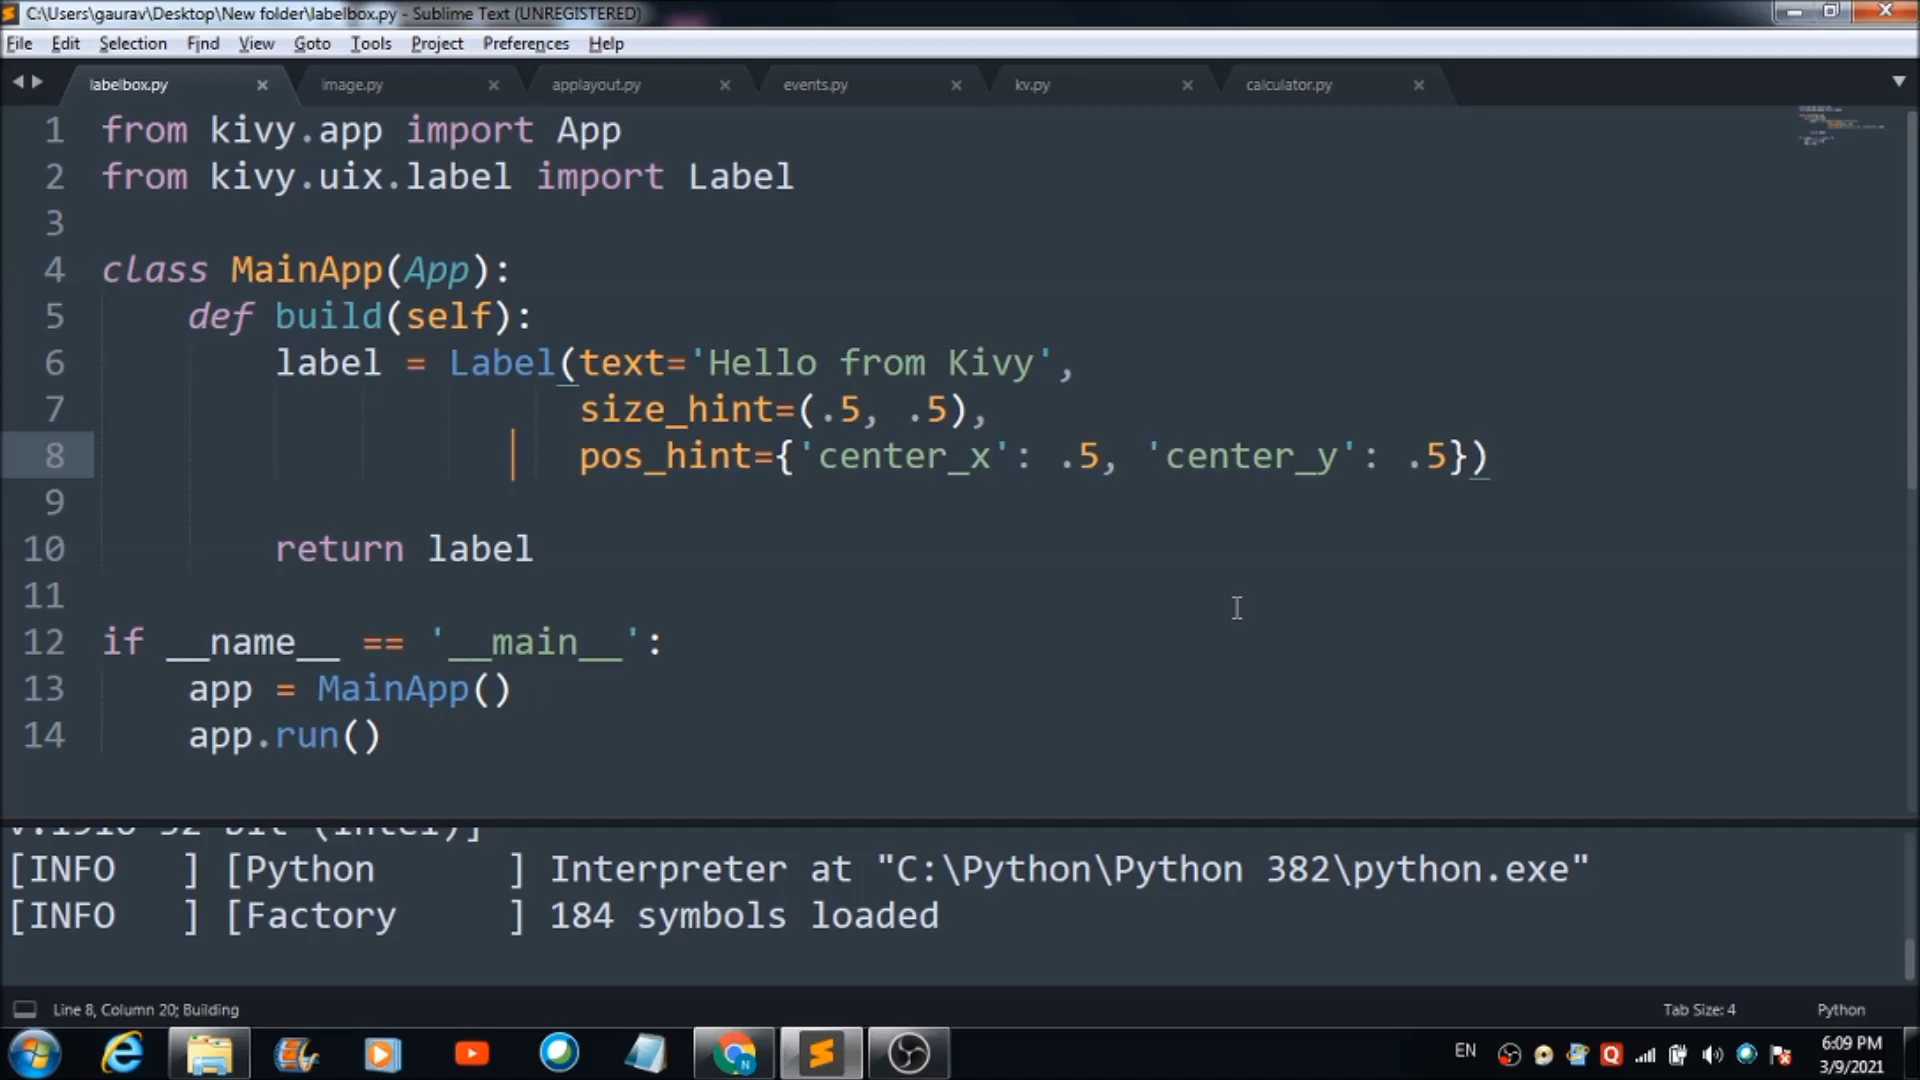 C:\Users\gaurav\Desktop\New folder\labelbox.py - Sublime Text (UNREGISTERED)
File Edit Selection Find View Goto Tools Project Preferences Help
labelbox.py image.py applayout.py events.py kv.py calculator.py
1 from kivy.app import App
2 from kivy.uix.label import Label
3
4 class MainApp(App):
5 def build(self):
6 label = Label(text='Hello from Kivy',
7 size_hint=(.5, .5),
8 pos_hint={'center_x': .5, 'center_y': .5})
9
10 return label
11
12 if __name__ == '__main__':
13 app = MainApp()
14 app.run()
v.1916 32 bit (Intel)]
[INFO   ] [Python      ] Interpreter at "C:\Python\Python 382\python.exe"
[INFO   ] [Factory     ] 184 symbols loaded
Line 8, Column 20; Building Tab Size: 4 Python
EN 6:09 PM
3/9/2021